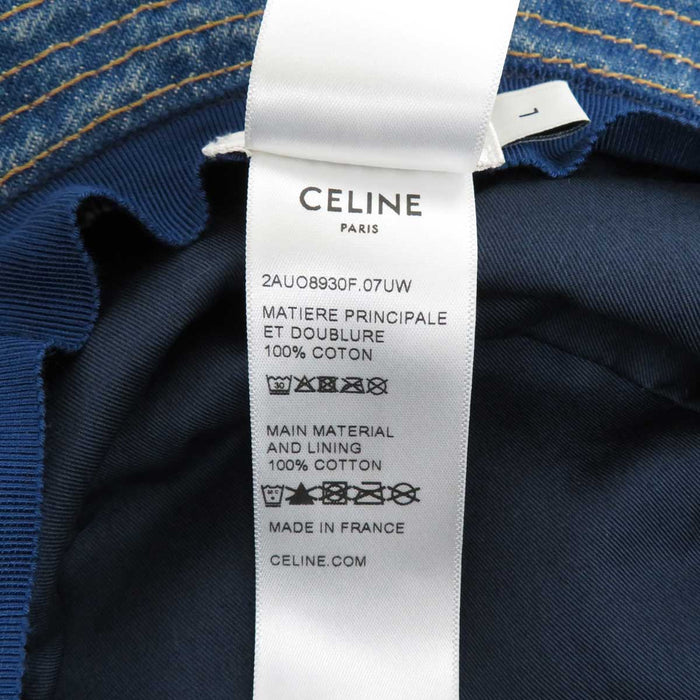 1
CELINE
PARIS
2AUO8930F.07UW
MATIERE PRINCIPALE
ET DOUBLURE
100% COTON
30
MAIN MATERIAL
AND LINING
100% COTTON
MADE IN FRANCE
CELINE.COM